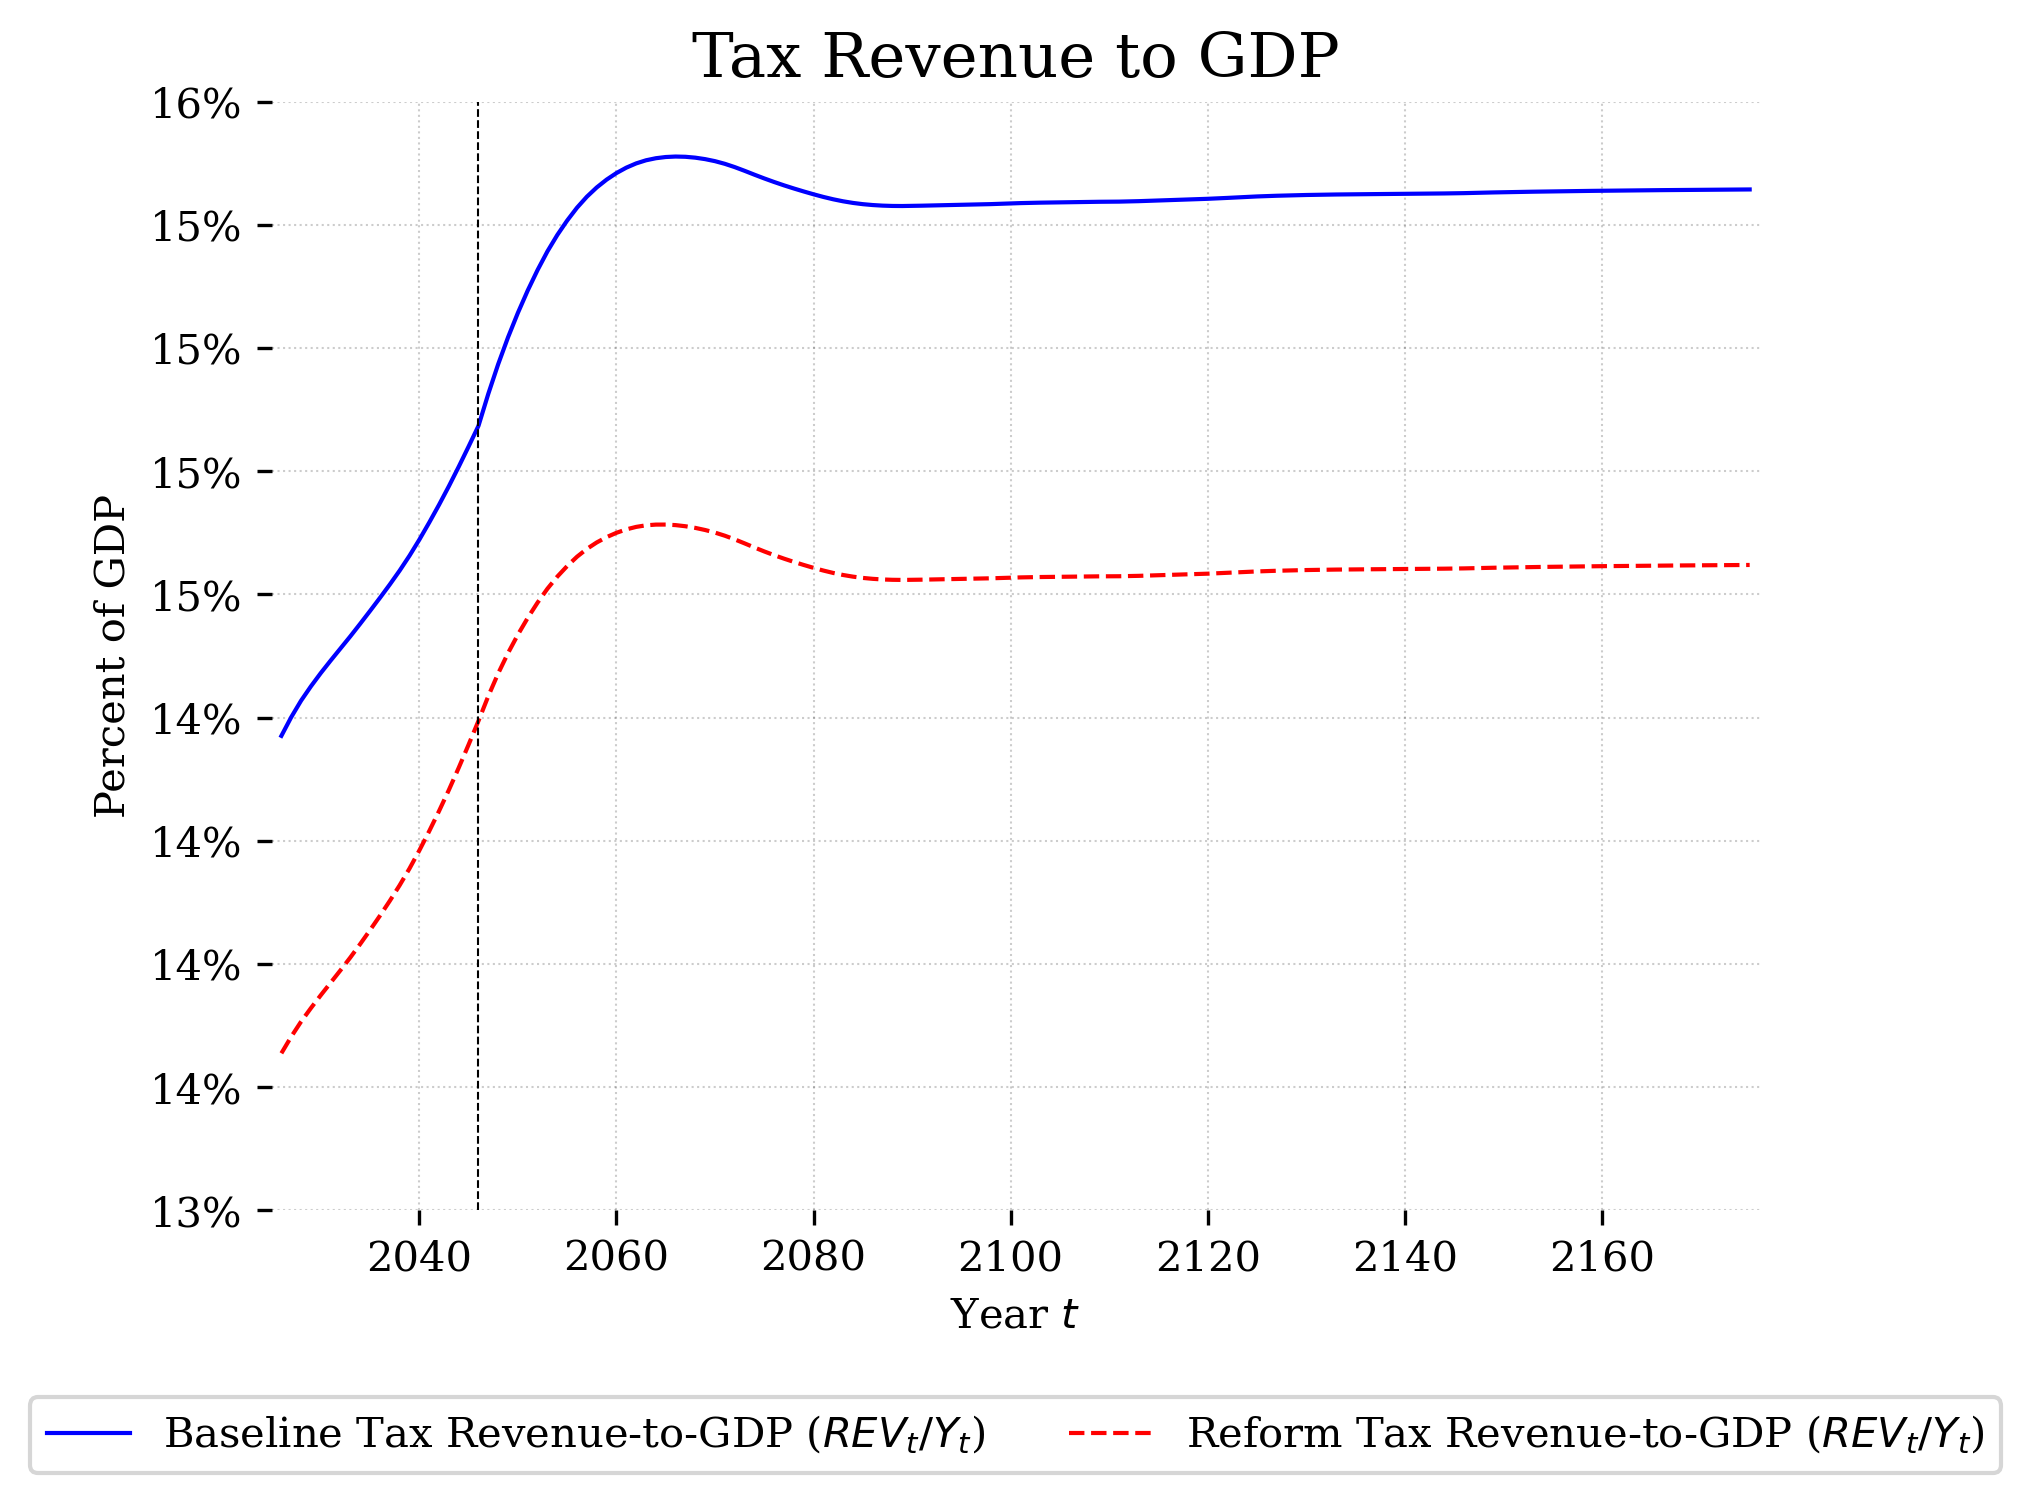 Tax Revenue to GDP
16%
15%
15%
15%
15%
14%
14%
14%
14%
13%
Percent of GDP
2040 2060 2080 2100 2120 2140 2160
Year t
Baseline Tax Revenue-to-GDP (REVₜ/Yₜ) Reform Tax Revenue-to-GDP (REVₜ/Yₜ)